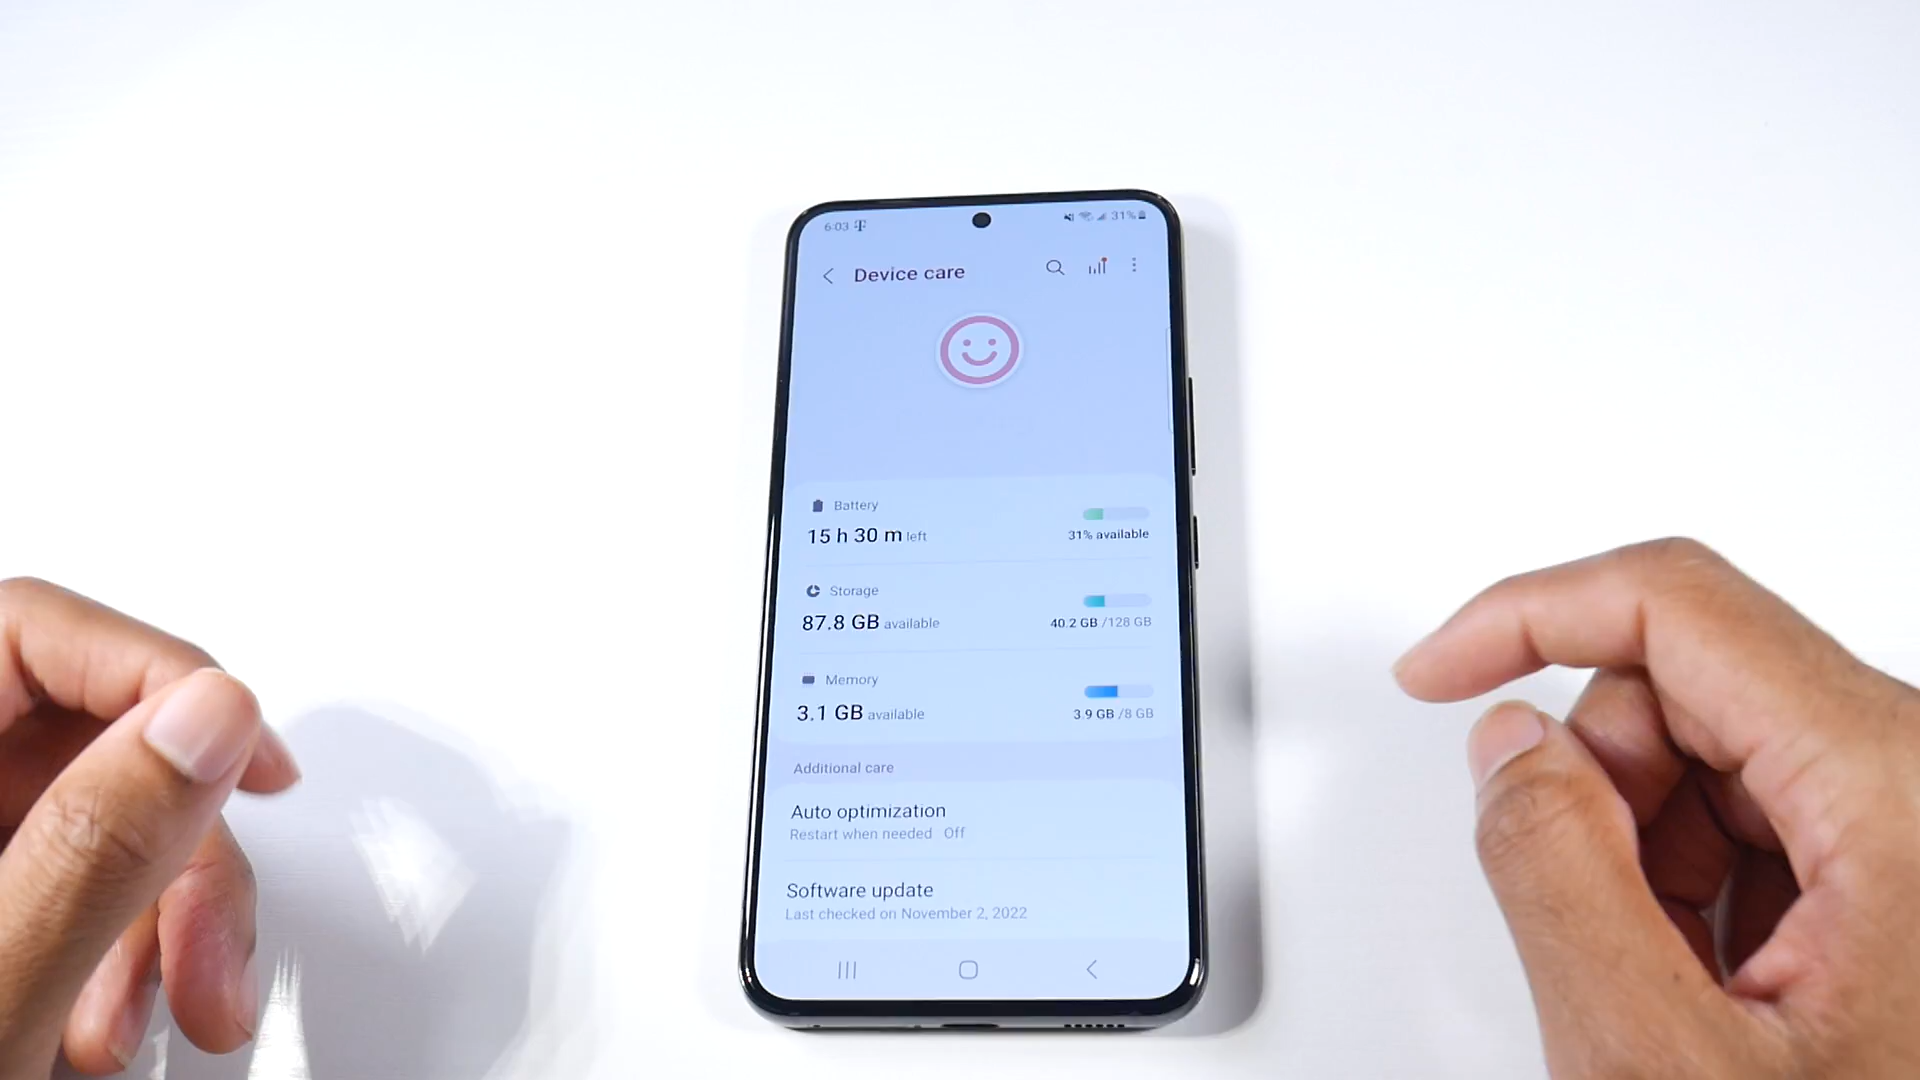 6:03 T 31%
Device care
Battery
15 h 30 m left
31% available
Storage
87.8 GB available
40.2 GB /128 GB
Memory
3.1 GB available
3.9 GB /8 GB
Additional care
Auto optimization
Restart when needed Off
Software update
Last checked on November 2, 2022